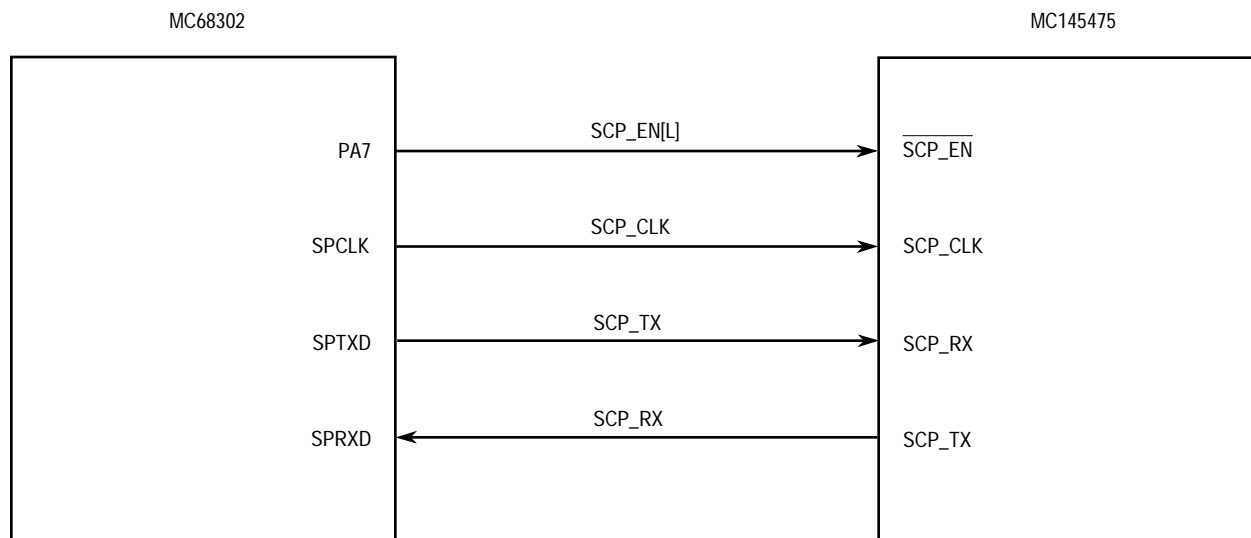 MC68302 MC145475
PA7 SCP_EN[L] SCP_EN
SPCLK SCP_CLK SCP_CLK
SPTXD SCP_TX SCP_RX
SPRXD SCP_RX SCP_TX